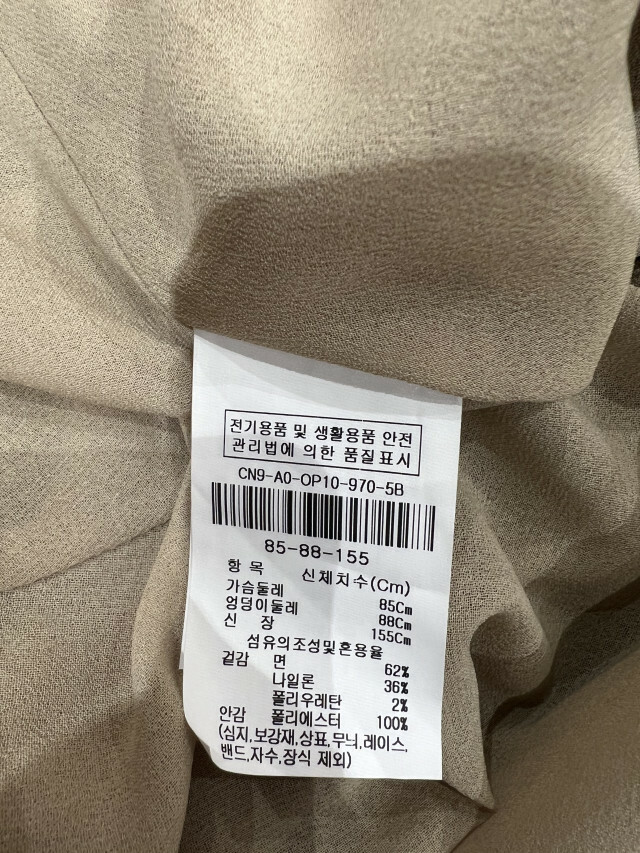 전기용품 및 생활용품 안전
관리법에 의한 품질표시
CN9-A0-OP10-970-5B
85-88-155
항 목 신체치수(Cm)
가슴둘레 85Cm
엉덩이둘레 88Cm
신 장 155Cm
섬유의조성및혼용율
겉감 면 62%
나일론 36%
폴리우레탄 2%
안감 폴리에스터 100%
(심지,보강재,상표,무늬,레이스,
밴드,자수,장식 제외)